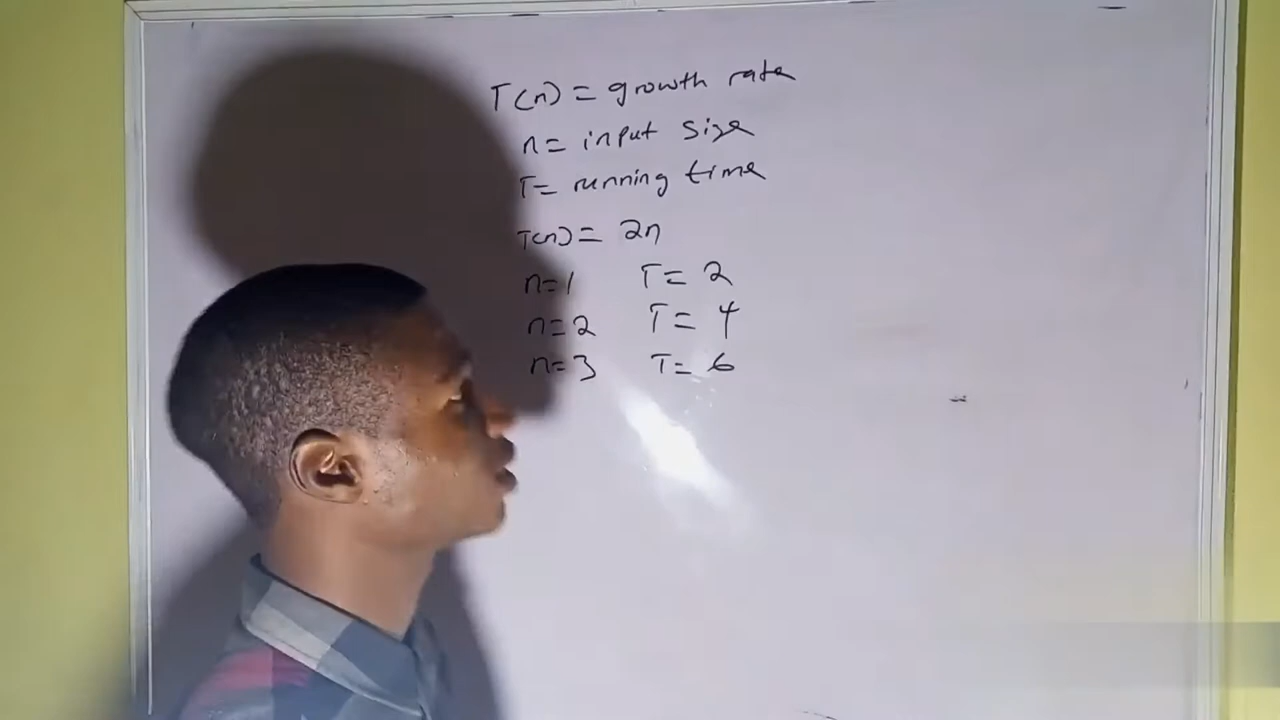 T(n) = growth rate
n = input size
T = running time
T(n) = 2n
n=1 T= 2
n=2 T= 4
n=3 T= 6